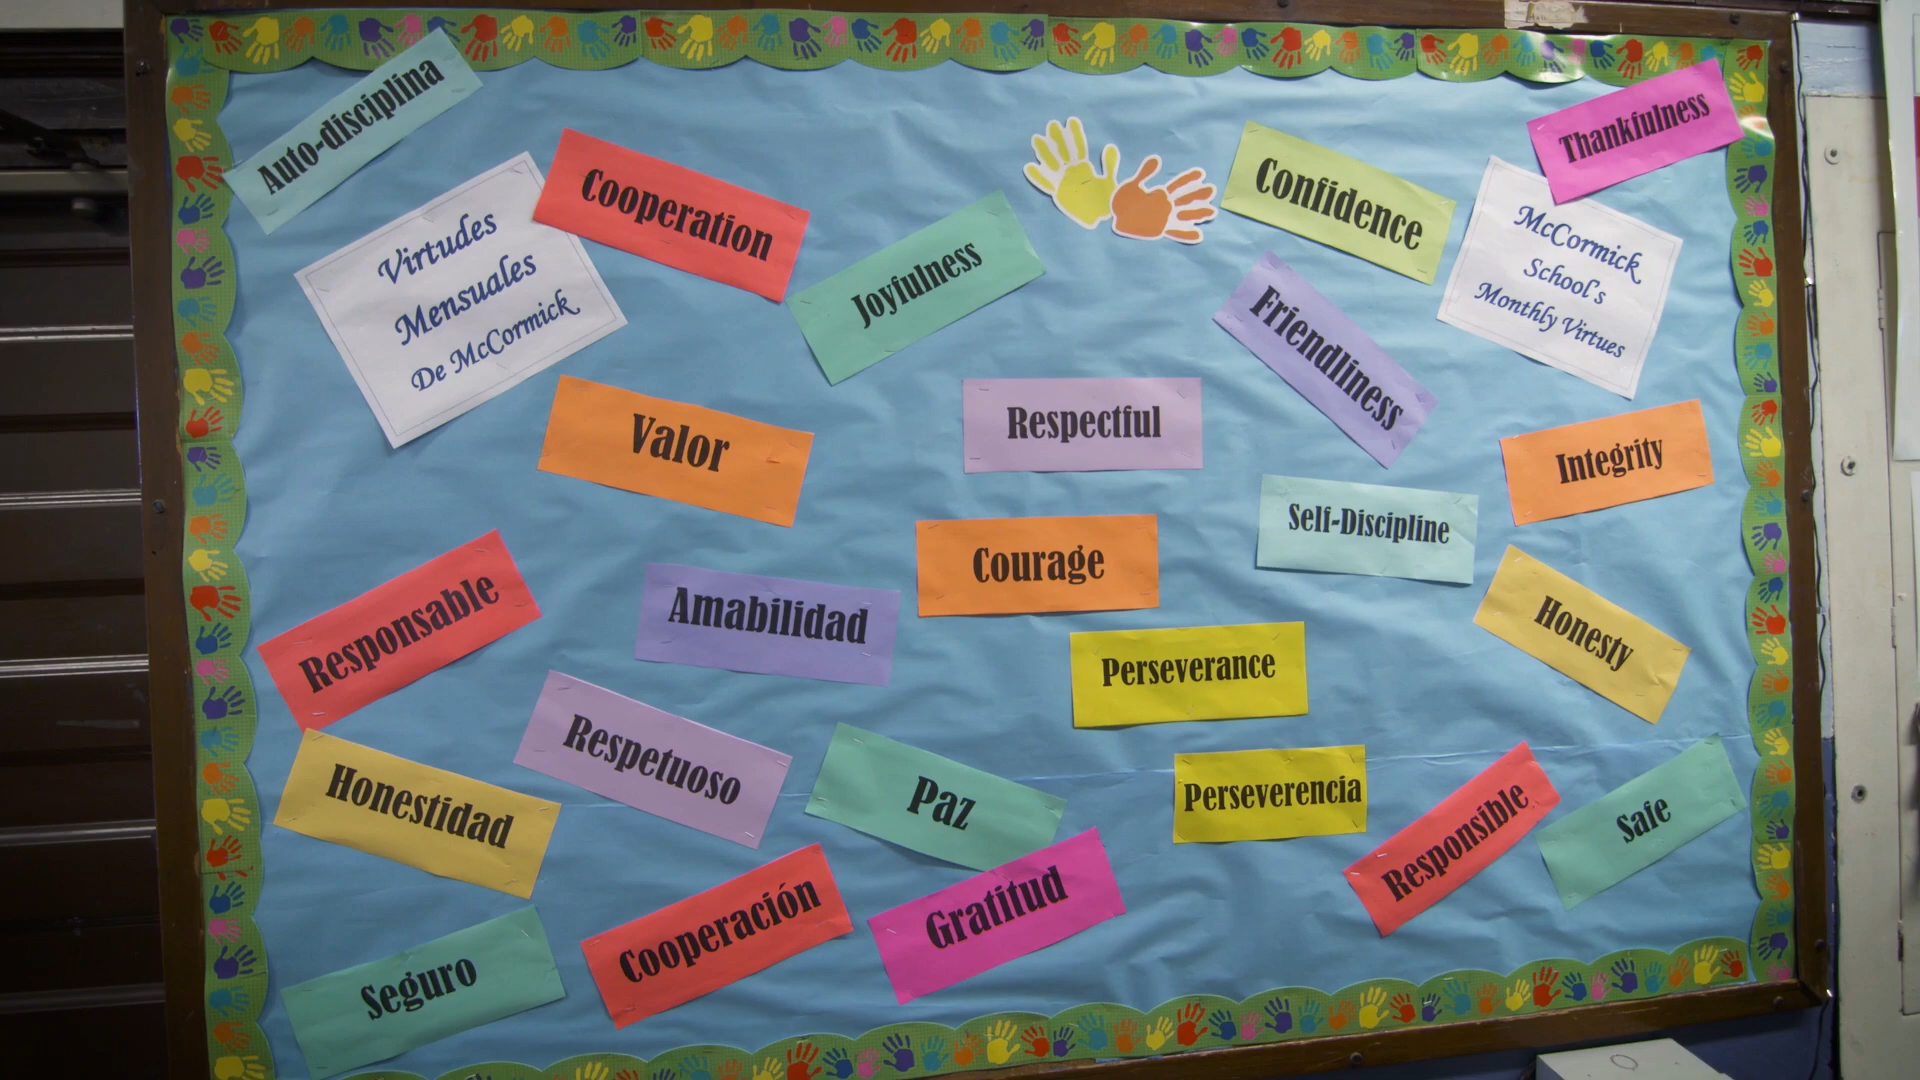 Auto-disciplina
Virtudes
Mensuales
De McCormick
Cooperation
Joyfulness
Confidence
Thankfulness
McCormick
School's
Monthly Virtues
Friendliness
Valor
Respectful
Integrity
Self-Discipline
Courage
Responsable
Amabilidad
Honesty
Perseverance
Respetuoso
Honestidad
Paz
Perseverencia
Responsible
Safe
Gratitud
Cooperación
Seguro